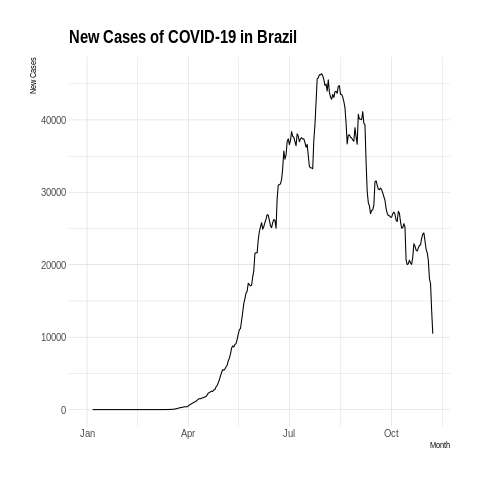 New Cases of COVID-19 in Brazil
New Cases
40000
30000
20000
10000
0
Jan Apr Jul Oct
Month